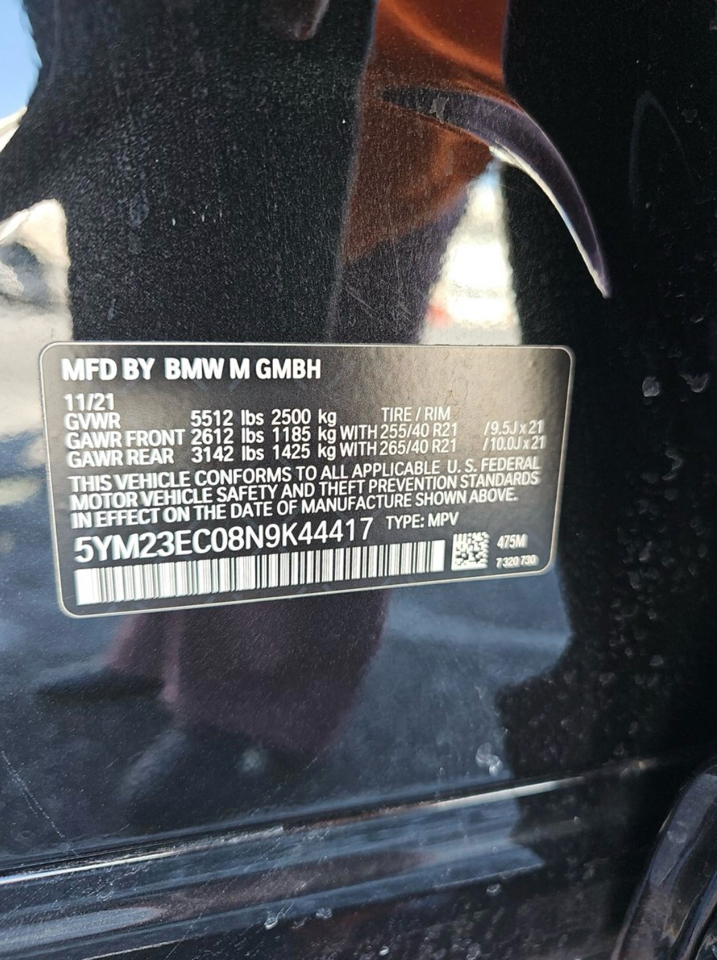 MFD BY BMW M GMBH
11/21
GVWR 5512 lbs 2500 kg TIRE / RIM
GAWR FRONT 2612 lbs 1185 kg WITH 255/40 R21 /9.5J x 21
GAWR REAR 3142 lbs 1425 kg WITH 265/40 R21 /10.0J x 21
THIS VEHICLE CONFORMS TO ALL APPLICABLE U.S. FEDERAL
MOTOR VEHICLE SAFETY AND THEFT PREVENTION STANDARDS
IN EFFECT ON THE DATE OF MANUFACTURE SHOWN ABOVE.
5YM23EC08N9K44417 TYPE: MPV
475M
7 320 730